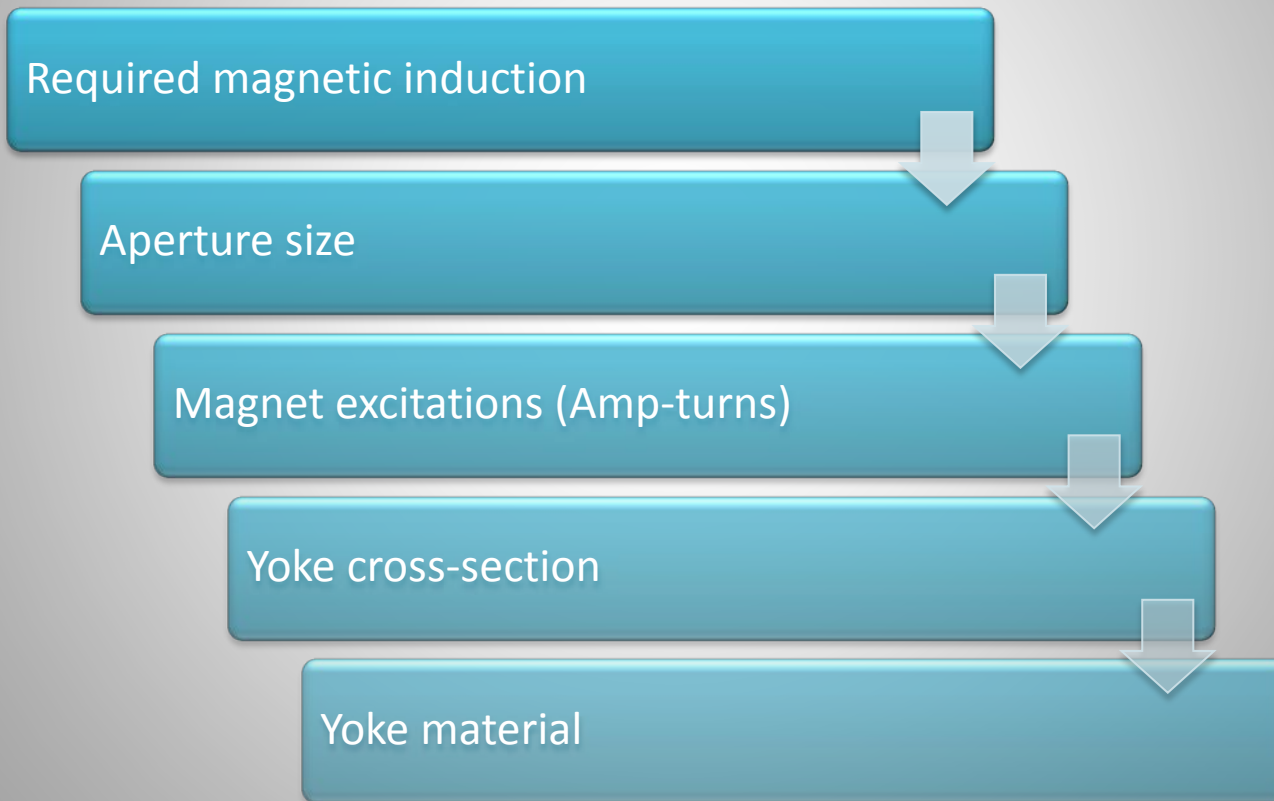 Required magnetic induction
Aperture size
Magnet excitations (Amp-turns)
Yoke cross-section
Yoke material